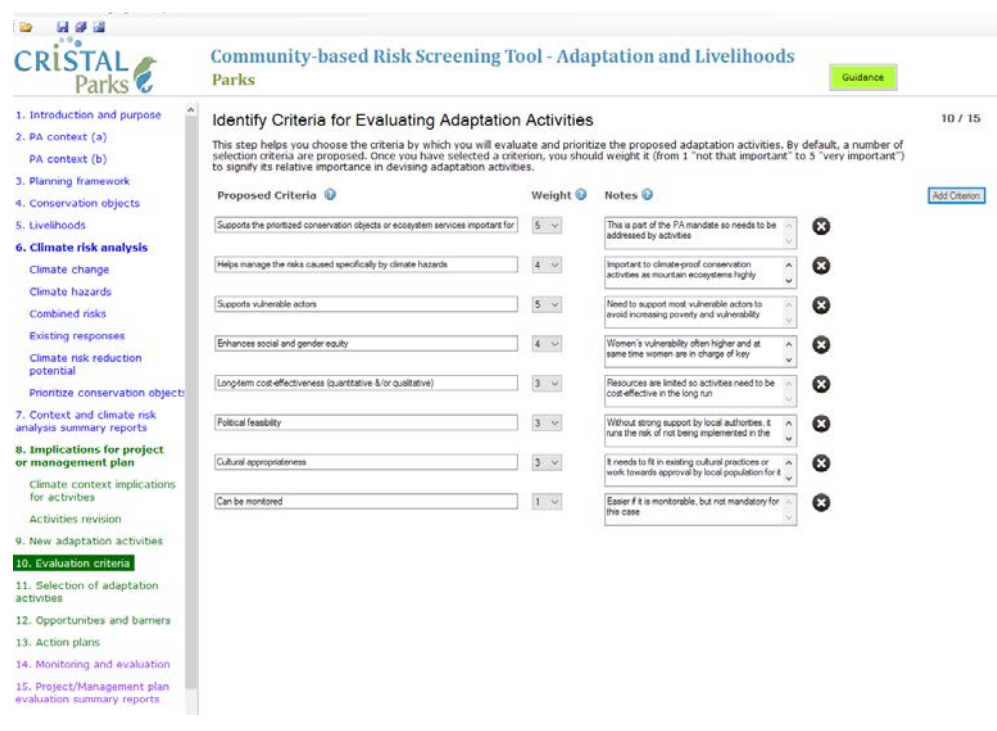 CRiSTAL
Parks
Community-based Risk Screening Tool - Adaptation and Livelihoods
Parks
Guidance
1. Introduction and purpose
2. PA context (a)
PA context (b)
3. Planning framework
4. Conservation objects
5. Livelihoods
6. Climate risk analysis
Climate change
Climate hazards
Combined risks
Existing responses
Climate risk reduction
potential
Prioritize conservation objects
7. Context and climate risk
analysis summary reports
8. Implications for project
or management plan
Climate context implications
for activities
Activities revision
9. New adaptation activities
10. Evaluation criteria
11. Selection of adaptation
activities
12. Opportunities and barriers
13. Action plans
14. Monitoring and evaluation
15. Project/Management plan
evaluation summary reports
Identify Criteria for Evaluating Adaptation Activities
10 / 15
This step helps you choose the criteria by which you will evaluate and prioritize the proposed adaptation activities. By default, a number of
selection criteria are proposed. Once you have selected a criterion, you should weight it (from 1 "not that important" to 5 "very important")
to signify its relative importance in devising adaptation activities.
Proposed Criteria
Weight
Notes
Add Criterion
Supports the prioritized conservation objects or ecosystem services important for
5
This is part of the PA mandate so needs to be
addressed by activities
Helps manage the risks caused specifically by climate hazards
4
Important to climate-proof conservation
activities as mountain ecosystems highly
Supports vulnerable actors
5
Need to support most vulnerable actors to
avoid increasing poverty and vulnerability
Enhances social and gender equity
4
Women's vulnerability often higher and at
same time women are in charge of key
Long-term cost-effectiveness (quantitative &/or qualitative)
3
Resources are limited so activities need to be
cost-effective in the long run
Political feasibility
3
Without strong support by local authorities, it
runs the risk of not being implemented in the
Cultural appropriateness
3
It needs to fit in existing cultural practices or
work towards approval by local population for it
Can be monitored
1
Easier if it is monitorable, but not mandatory for
this case